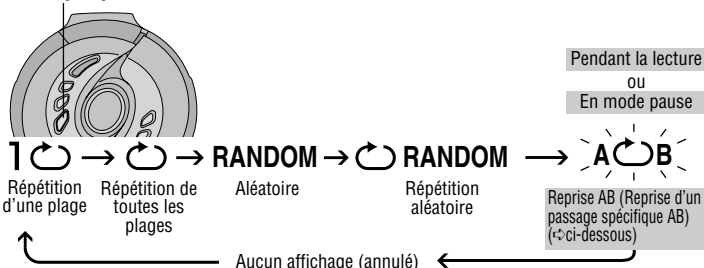 Pendant la lecture
ou
En mode pause
1 → → RANDOM → RANDOM → A B
Répétition d'une plage
Répétition de toutes les plages
Aléatoire
Répétition aléatoire
Reprise AB (Reprise d'un passage spécifique AB) (➪ci-dessous)
Aucun affichage (annulé)